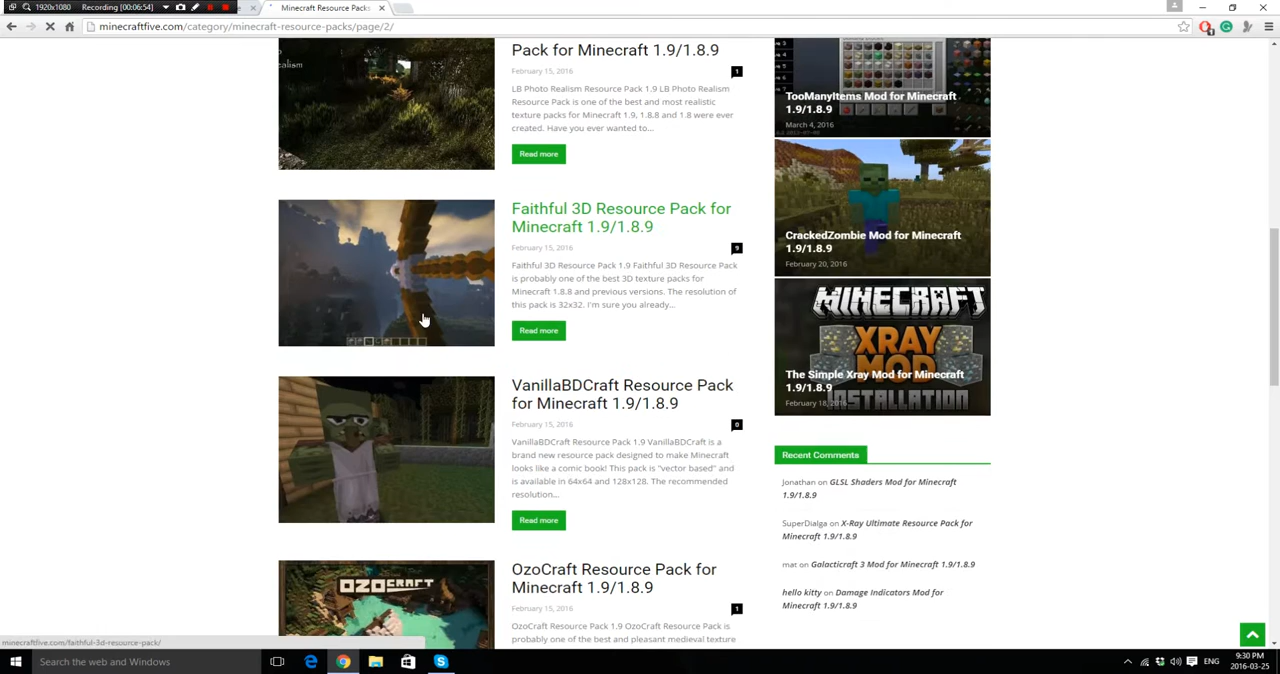 1920x1080
Recording [00:06:54]
e
Minecraft Resource Packs
minecraftfive.com/category/minecraft-resource-packs/page/2/
ealism
Pack for Minecraft 1.9/1.8.9
February 15, 2016
1
LB Photo Realism Resource Pack 1.9 LB Photo Realism
Resource Pack is one of the best and most realistic
texture packs for Minecraft 1.9, 1.8.8 and 1.8 were ever
created. Have you ever wanted to...
Read more
Faithful 3D Resource Pack for
Minecraft 1.9/1.8.9
February 15, 2016
9
Faithful 3D Resource Pack 1.9 Faithful 3D Resource Pack
is probably one of the best 3D texture packs for
Minecraft 1.8.8 and previous versions. The resolution of
this pack is 32x32. I'm sure you already...
Read more
VanillaBDCraft Resource Pack
for Minecraft 1.9/1.8.9
February 15, 2016
0
VanillaBDCraft Resource Pack 1.9 VanillaBDCraft is a
brand new resource pack designed to make Minecraft
looks like a comic book! This pack is "vector based" and
is available in 64x64 and 128x128. The recommended
resolution...
Read more
OZOCRAFT
OzoCraft Resource Pack for
Minecraft 1.9/1.8.9
February 15, 2016
1
OzoCraft Resource Pack 1.9 OzoCraft Resource Pack is
probably one of the best and pleasant medieval texture
TooManyItems Mod for Minecraft
1.9/1.8.9
March 4, 2016
CrackedZombie Mod for Minecraft
1.9/1.8.9
February 20, 2016
MINECRAFT
XRAY
MOD
INSTALLATION
The Simple Xray Mod for Minecraft
1.9/1.8.9
February 18, 2016
Recent Comments
Jonathan on GLSL Shaders Mod for Minecraft
1.9/1.8.9
SuperDialga on X-Ray Ultimate Resource Pack for
Minecraft 1.9/1.8.9
mat on Galacticraft 3 Mod for Minecraft 1.9/1.8.9
hello kitty on Damage Indicators Mod for
Minecraft 1.9/1.8.9
minecraftfive.com/faithful-3d-resource-pack/
Search the web and Windows
ENG
9:30 PM
2016-03-25